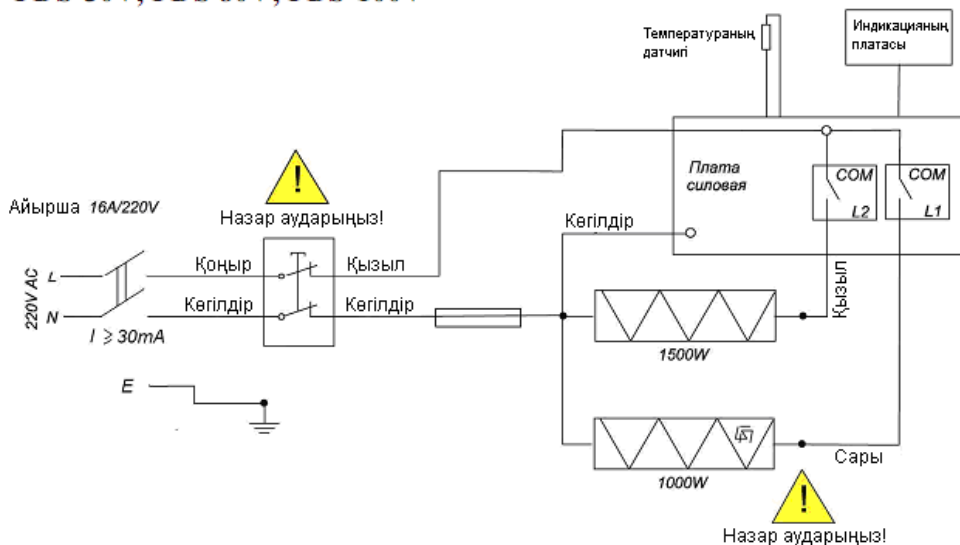 Температураның
датчигі
Индикацияның
платасы
Плата
силовая
COM
L2
COM
L1
Назар аударыңыз!
Айырша 16A/220V
Көгілдір
Қоңыр
Қызыл
220V AC
L
N
Көгілдір
Көгілдір
I ⩾ 30mA
Қызыл
1500W
E
Сары
1000W
Назар аударыңыз!